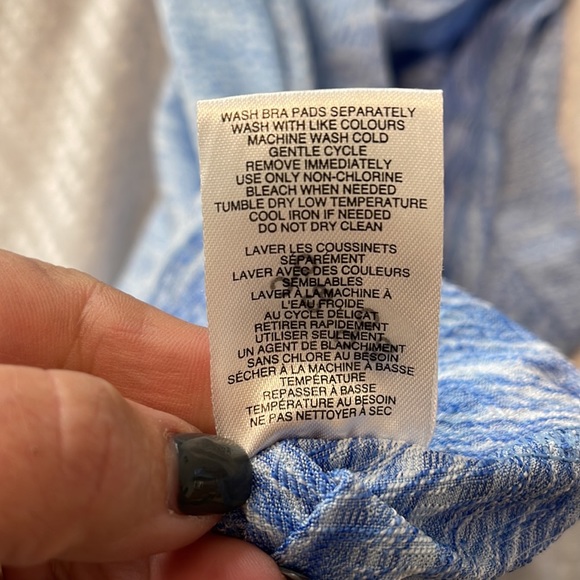 WASH BRA PADS SEPARATELY
WASH WITH LIKE COLOURS
MACHINE WASH COLD
GENTLE CYCLE
REMOVE IMMEDIATELY
USE ONLY NON-CHLORINE
BLEACH WHEN NEEDED
TUMBLE DRY LOW TEMPERATURE
COOL IRON IF NEEDED
DO NOT DRY CLEAN
LAVER LES COUSSINETS
SÉPARÉMENT
LAVER AVEC DES COULEURS
SEMBLABLES
LAVER À LA MACHINE À
L'EAU FROIDE
AU CYCLE DÉLICAT
RETIRER RAPIDEMENT
UTILISER SEULEMENT
UN AGENT DE BLANCHIMENT
SANS CHLORE AU BESOIN
SÉCHER À LA MACHINE À BASSE
TEMPÉRATURE
REPASSER À BASSE
TEMPÉRATURE AU BESOIN
NE PAS NETTOYER À SEC